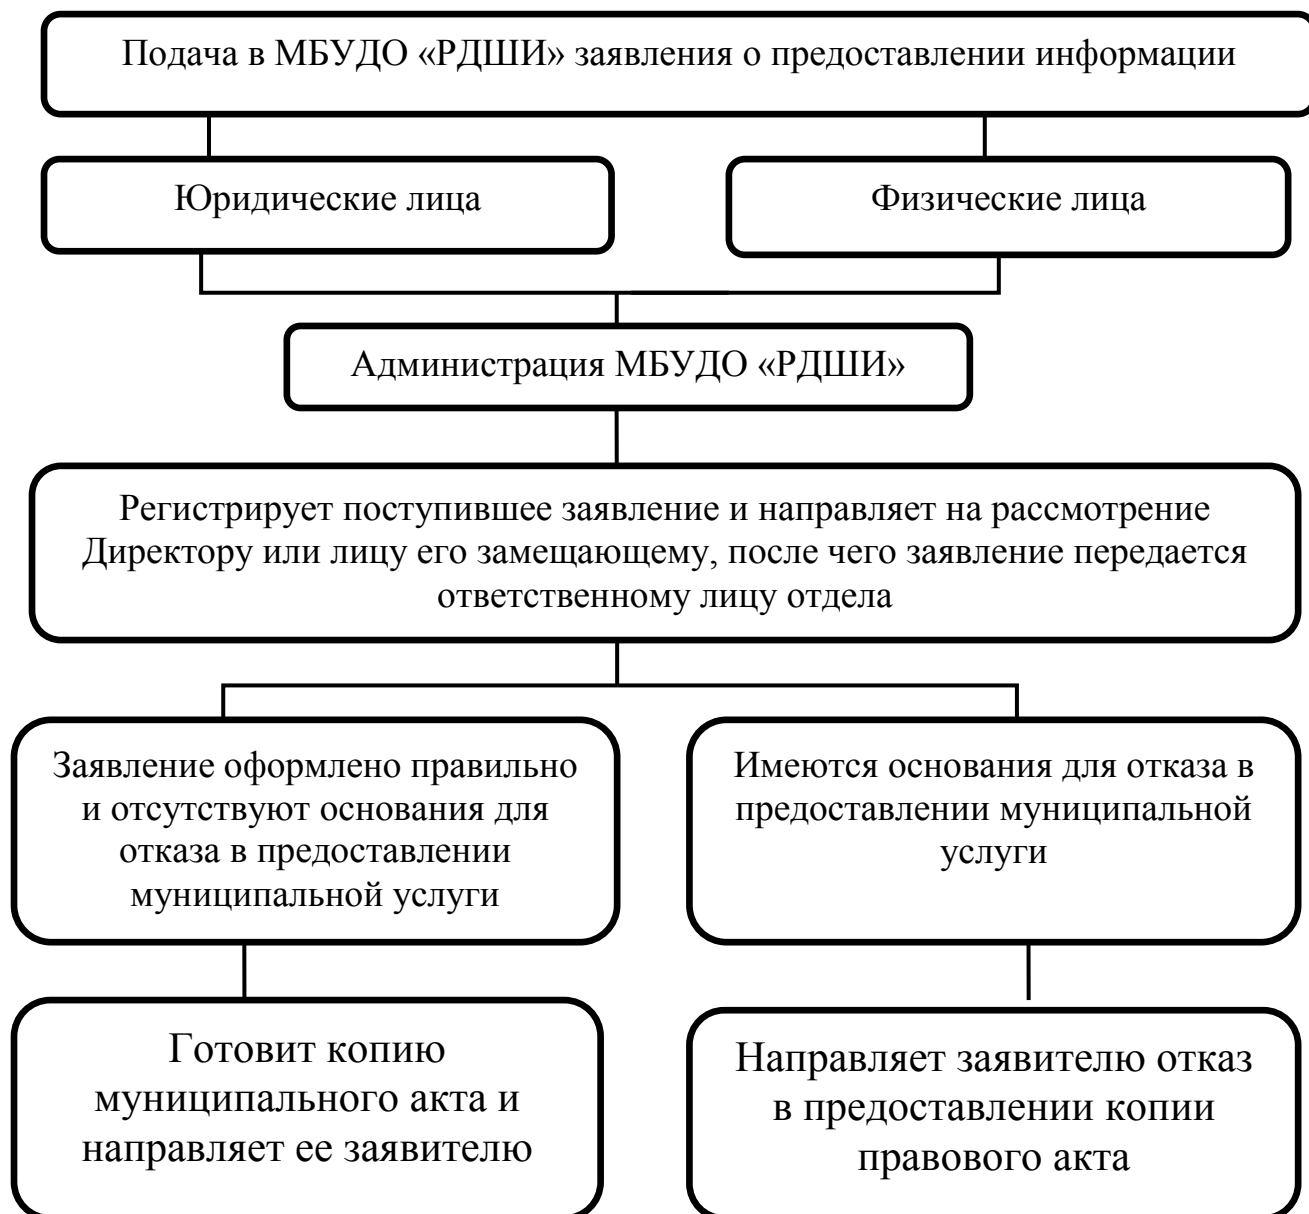 Подача в МБУДО «РДШИ» заявления о предоставлении информации
Юридические лица
Физические лица
Администрация МБУДО «РДШИ»
Регистрирует поступившее заявление и направляет на рассмотрение
Директору или лицу его замещающему, после чего заявление передается
ответственному лицу отдела
Заявление оформлено правильно
и отсутствуют основания для
отказа в предоставлении
муниципальной услуги
Имеются основания для отказа в
предоставлении муниципальной
услуги
Готовит копию
муниципального акта и
направляет ее заявителю
Направляет заявителю отказ
в предоставлении копии
правового акта